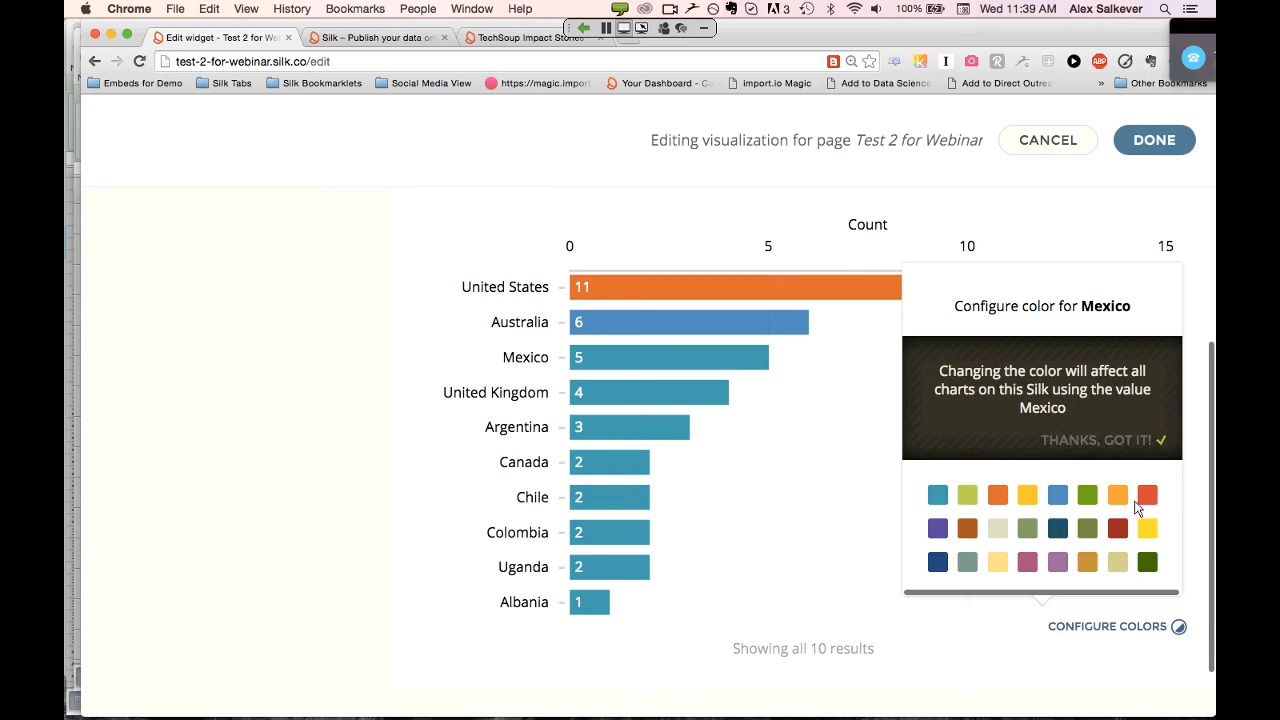 Chrome File Edit View History Bookmarks People Window Help 3 100% Wed 11:39 AM Alex Salkever
Edit widget - Test 2 for We × Silk – Publish your data on × TechSoup Impact Stories
test-2-for-webinar.silk.co/edit
Embeds for Demo Silk Tabs Silk Bookmarklets Social Media View https://magic.import Your Dashboard - Co import.io Magic Add to Data Science Add to Direct Outrea » Other Bookmarks
Editing visualization for page Test 2 for Webinar CANCEL DONE
Count
0 5 10 15
United States 11
Australia 6
Mexico 5
United Kingdom 4
Argentina 3
Canada 2
Chile 2
Colombia 2
Uganda 2
Albania 1
Configure color for Mexico
Changing the color will affect all
charts on this Silk using the value
Mexico
THANKS, GOT IT!
CONFIGURE COLORS
Showing all 10 results